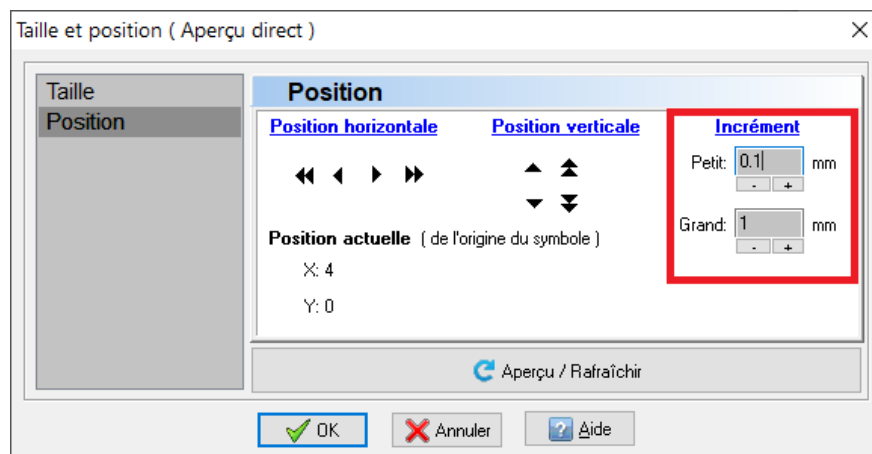 Taille et position ( Aperçu direct )
Taille
Position
Position
Position horizontale
Position verticale
Incrément
Petit: 0.1 mm
- +
Grand: 1 mm
- +
Position actuelle ( de l'origine du symbole )
X: 4
Y: 0
Aperçu / Rafraîchir
OK
Annuler
Aide